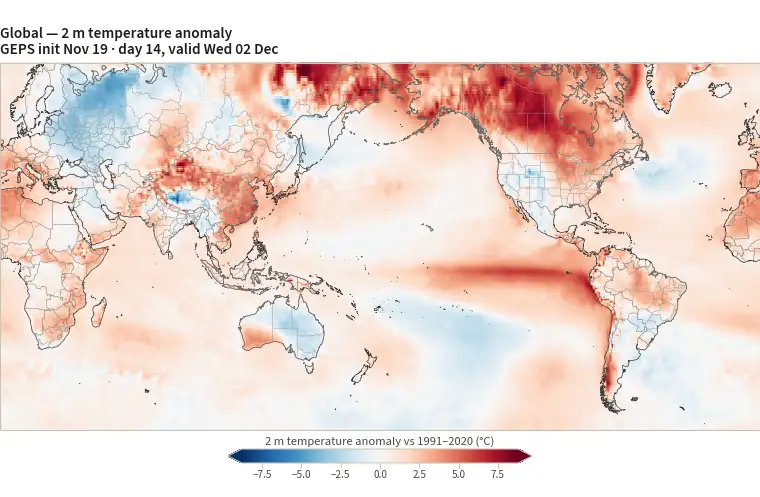 Global — 2 m temperature anomaly
GEPS init Nov 19 · day 14, valid Wed 02 Dec
2 m temperature anomaly vs 1991–2020 (°C)
−7.5 −5.0 −2.5 0.0 2.5 5.0 7.5